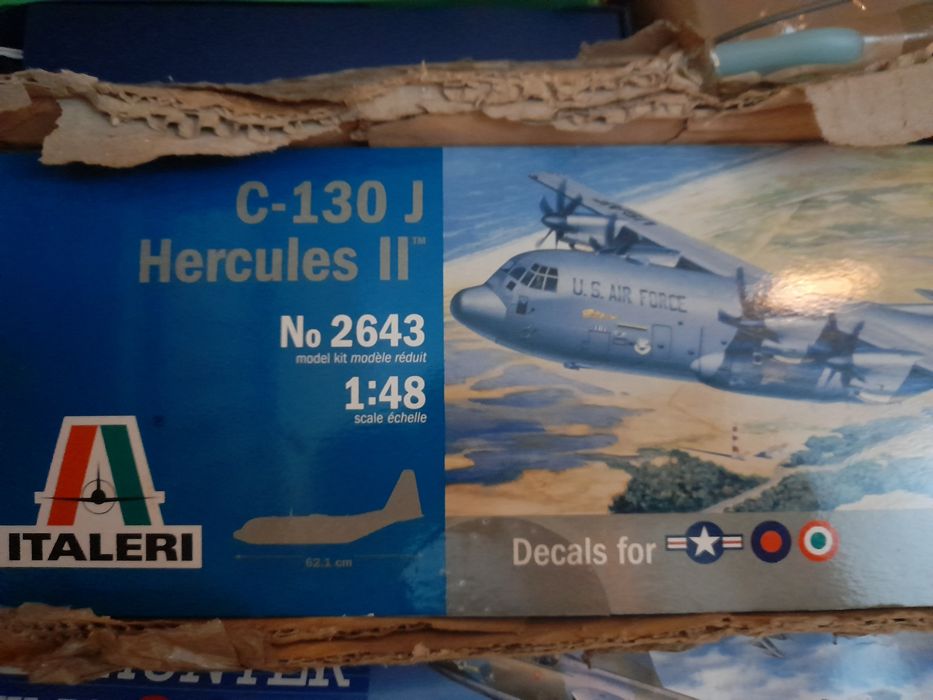 C-130 J
Hercules II™
No 2643
model kit modèle réduit
1:48
scale échelle
ITALERI
62.1 cm
U.S. AIR FORCE
Decals for
HUNTER